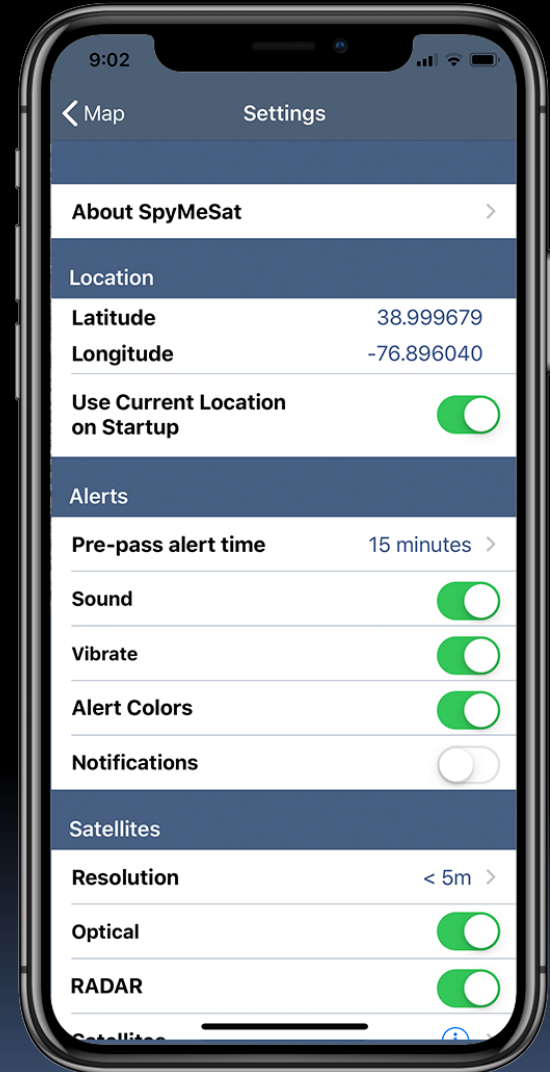 9:02
Map
Settings
About SpyMeSat
Location
Latitude 38.999679
Longitude -76.896040
Use Current Location
on Startup
Alerts
Pre-pass alert time 15 minutes
Sound
Vibrate
Alert Colors
Notifications
Satellites
Resolution < 5m
Optical
RADAR
Satellites